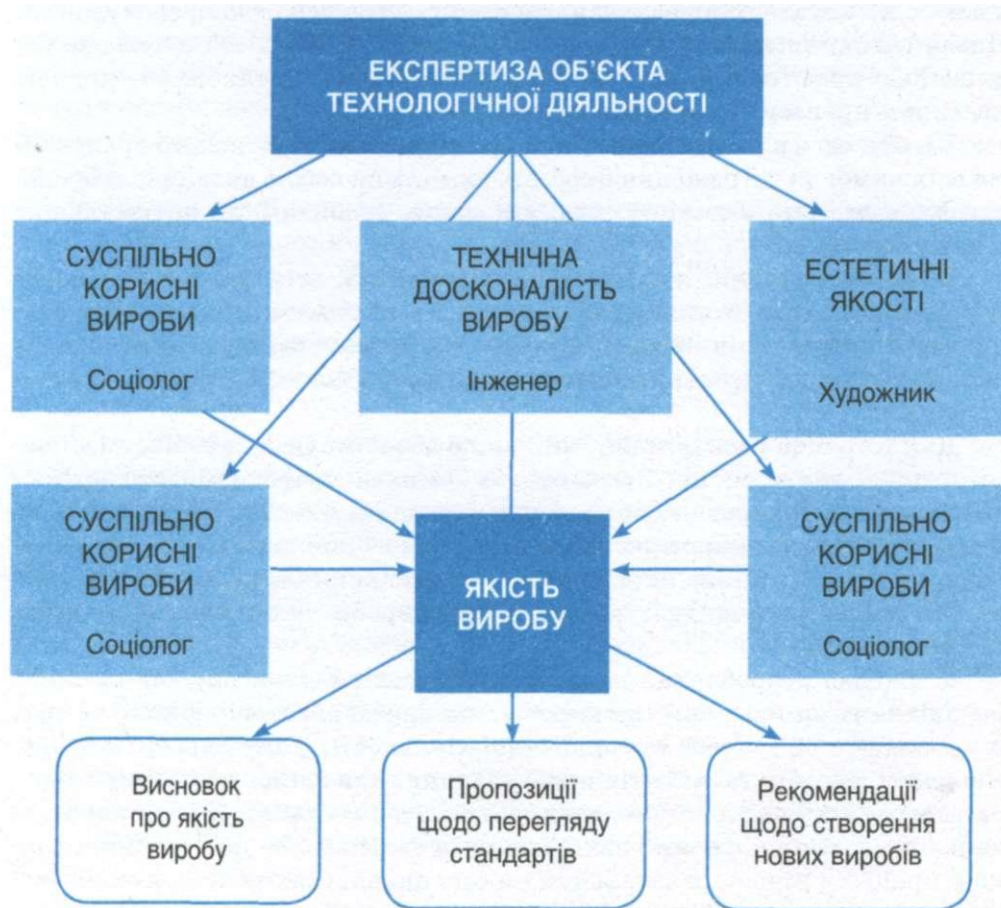 ЕКСПЕРТИЗА ОБ’ЄКТА
ТЕХНОЛОГІЧНОЇ ДІЯЛЬНОСТІ
СУСПІЛЬНО
КОРИСНІ
ВИРОБИ
Соціолог
ТЕХНІЧНА
ДОСКОНАЛІСТЬ
ВИРОБУ
Інженер
ЕСТЕТИЧНІ
ЯКОСТІ
Художник
СУСПІЛЬНО
КОРИСНІ
ВИРОБИ
Соціолог
ЯКІСТЬ
ВИРОБУ
СУСПІЛЬНО
КОРИСНІ
ВИРОБИ
Соціолог
Висновок
про якість
виробу
Пропозиції
щодо перегляду
стандартів
Рекомендації
щодо створення
нових виробів